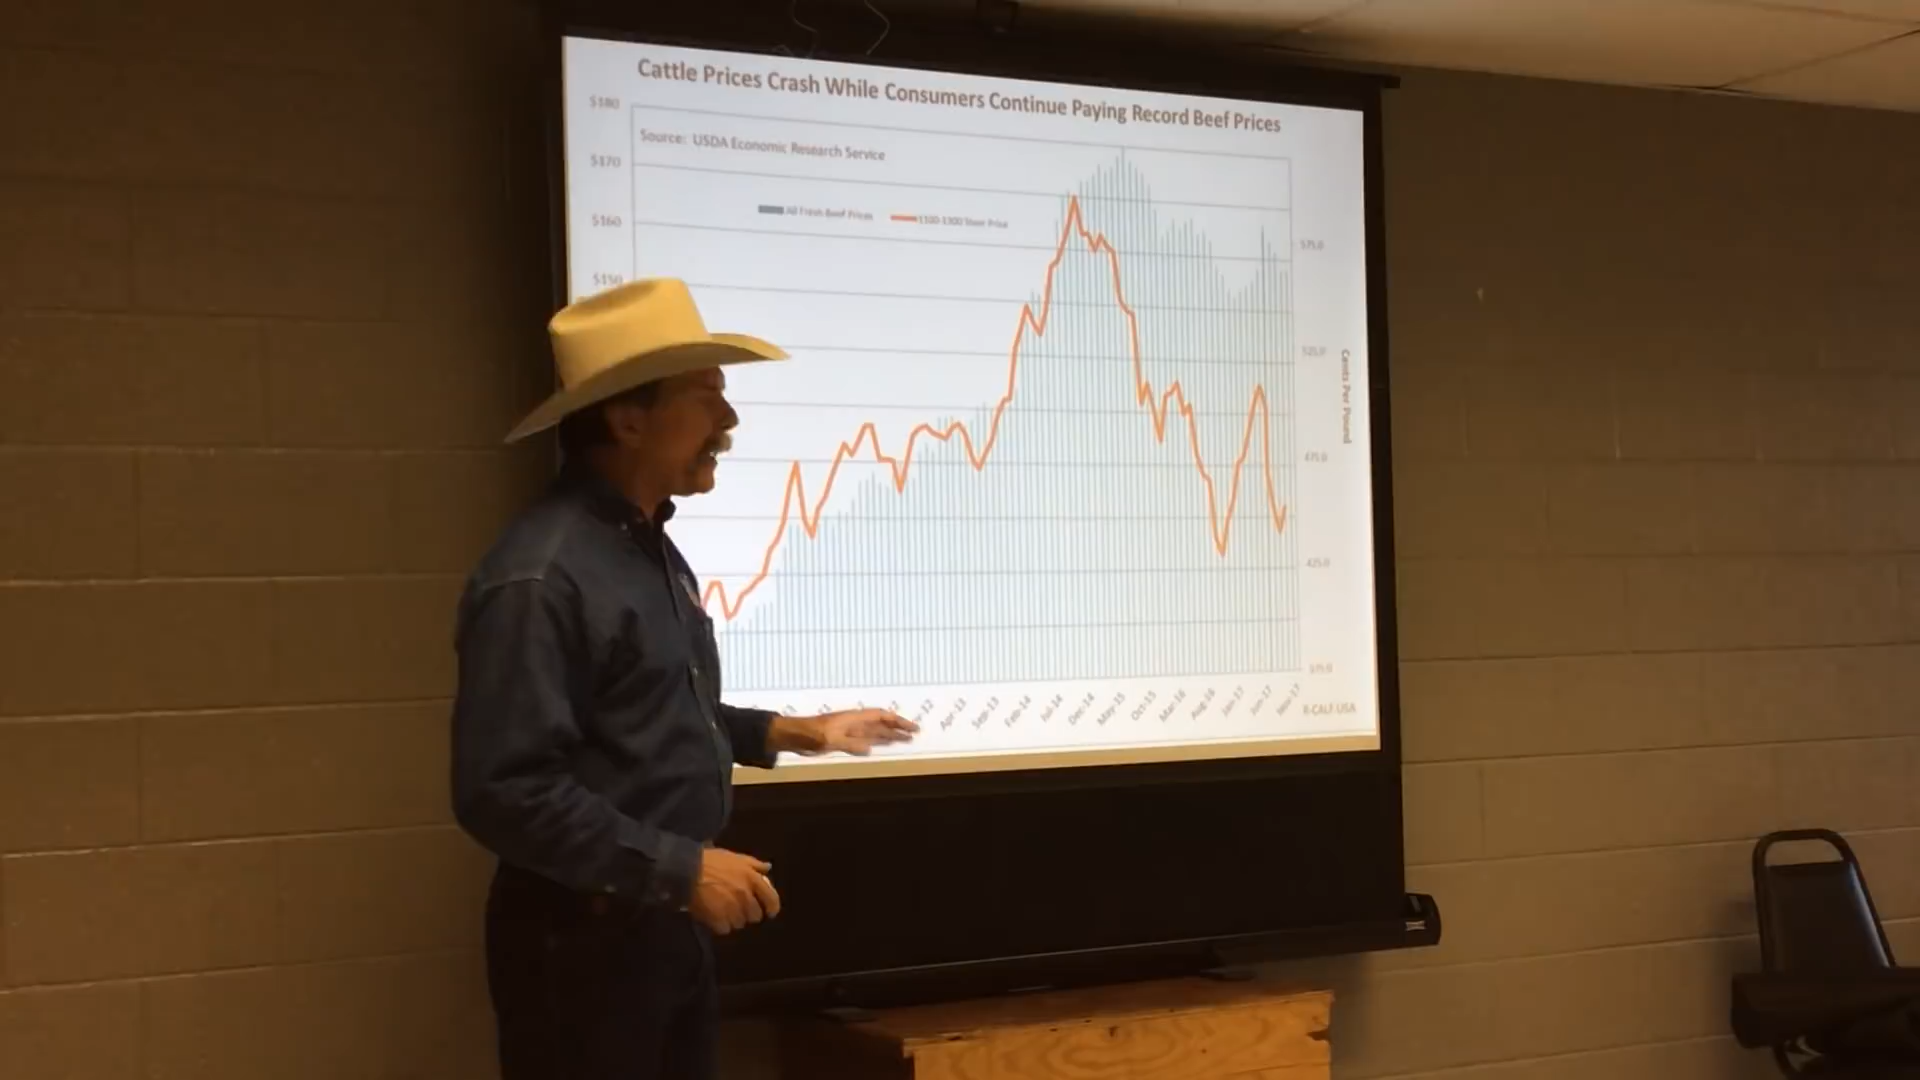 Cattle Prices Crash While Consumers Continue Paying Record Beef Prices
$180
Source: USDA Economic Research Service
$170
All Fresh Beef Prices 1100-1300 Steer Price
$160
575.0
$150
525.0
Cents Per Pound
475.0
425.0
375.0
Apr-13 Sep-13 Feb-14 Jul-14 Dec-14 May-15 Oct-15 Mar-16 Aug-16 Jan-17 Jun-17 Nov-17
R-CALF USA